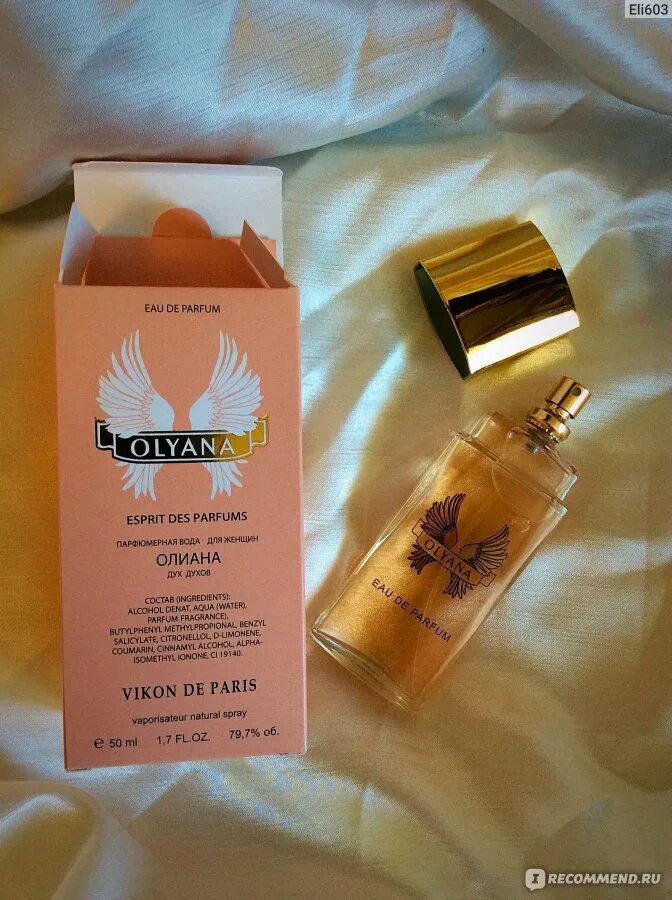 Eli603
EAU DE PARFUM
OLYANA
ESPRIT DES PARFUMS
ПАРФЮМЕРНАЯ ВОДА ДЛЯ ЖЕНЩИН
ОЛИАНА
ДУХ ДУХОВ
СОСТАВ (INGREDIENTS):
ALCOHOL DENAT, AQUA (WATER),
PARFUM FRAGRANCE),
BUTYLPHENYL METHYLPROPIONAL, BENZYL
SALICYLATE, CITRONELLOL, D-LIMONENE,
COUMARIN, CINNAMYL ALCOHOL, ALPHA-
ISOMETHYL IONONE, CI 19140.
VIKON DE PARIS
vaporisateur natural spray
e 50 ml 1,7 FL.OZ. 79,7% об.
OLYANA
EAU DE PARFUM
IRECOMMEND.RU